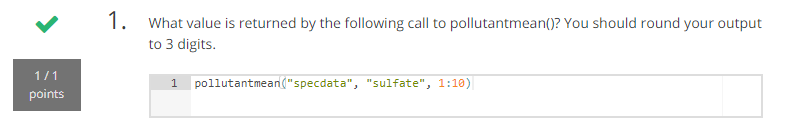 1. What value is returned by the following call to pollutantmean()? You should round your output
to 3 digits.
1 / 1
points
1 pollutantmean("specdata", "sulfate", 1:10)